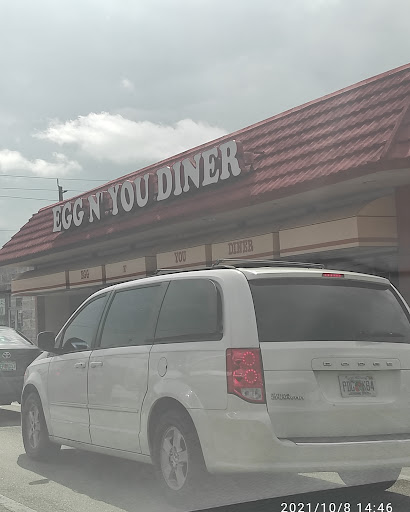 EGG N' YOU DINER
EGG N YOU DINER
DODGE
2021/10/8 14:46